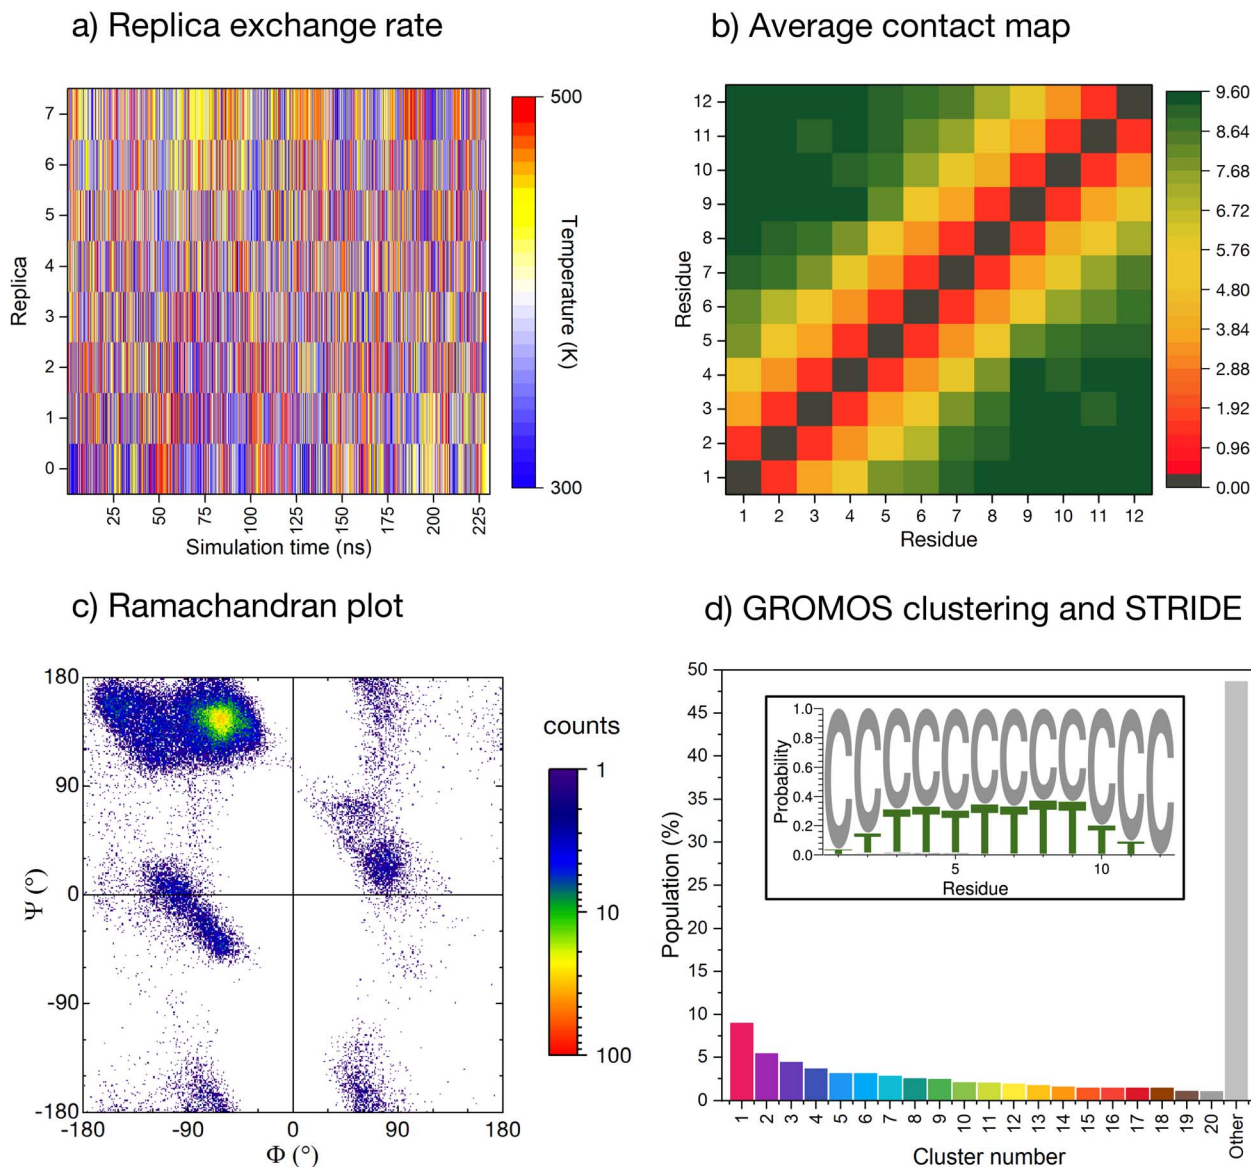 a) Replica exchange rate
7
6
5
4
3
2
1
0
Replica
25 50 75 100 125 150 175 200 225
Simulation time (ns)
500
300
Temperature (K)
b) Average contact map
12
11
10
9
8
7
6
5
4
3
2
1
Residue
1 2 3 4 5 6 7 8 9 10 11 12
Residue
9.60
8.64
7.68
6.72
5.76
4.80
3.84
2.88
1.92
0.96
0.00
c) Ramachandran plot
180
90
0
-90
-180
Ψ (°)
-180 -90 0 90 180
Φ (°)
counts
1
10
100
d) GROMOS clustering and STRIDE
50
45
40
35
30
25
20
15
10
5
0
Population (%)
1.0
0.8
0.6
0.4
0.2
0.0
Probability
C C C C C C C C C C C C
T T T T T T T T T T T
5 10
Residue
1 2 3 4 5 6 7 8 9 10 11 12 13 14 15 16 17 18 19 20 Other
Cluster number